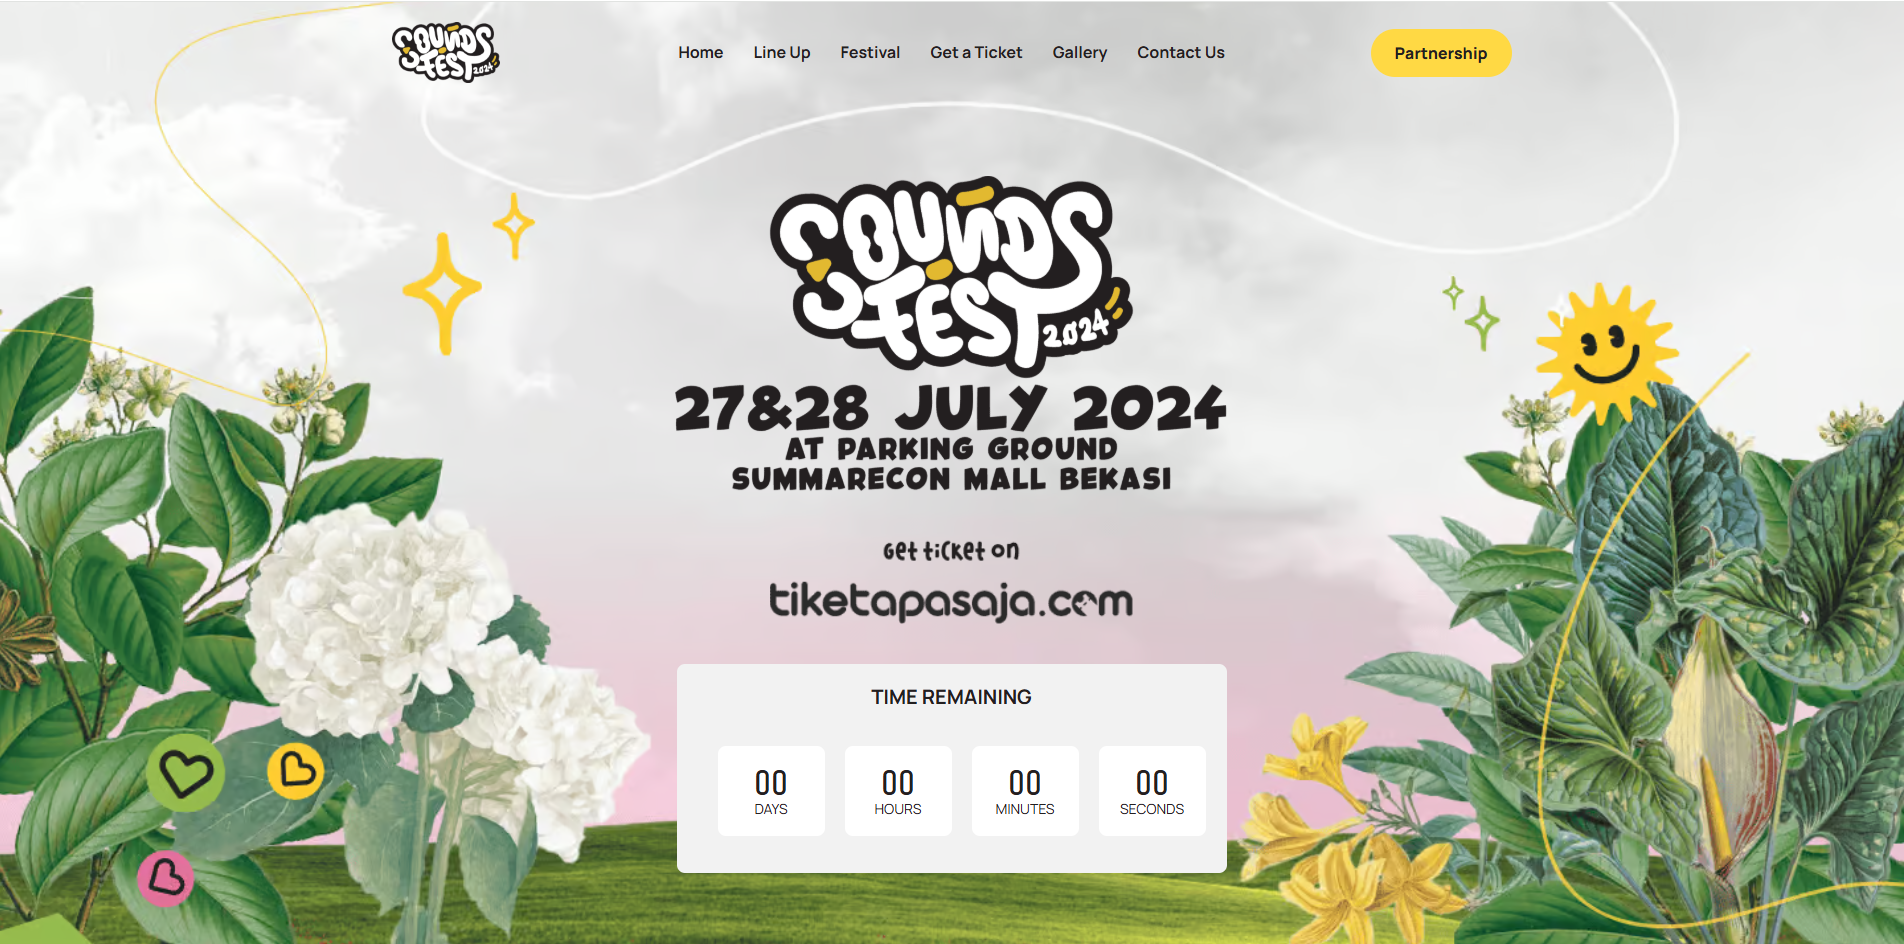 SOUNDS
FEST 2024
Home Line Up Festival Get a Ticket Gallery Contact Us
Partnership
SOUNDS
FEST
2024
27&28 JULY 2024
AT PARKING GROUND
SUMMARECON MALL BEKASI
Get ticket on
tiketapasaja.com
TIME REMAINING
00 00 00 00
DAYS HOURS MINUTES SECONDS